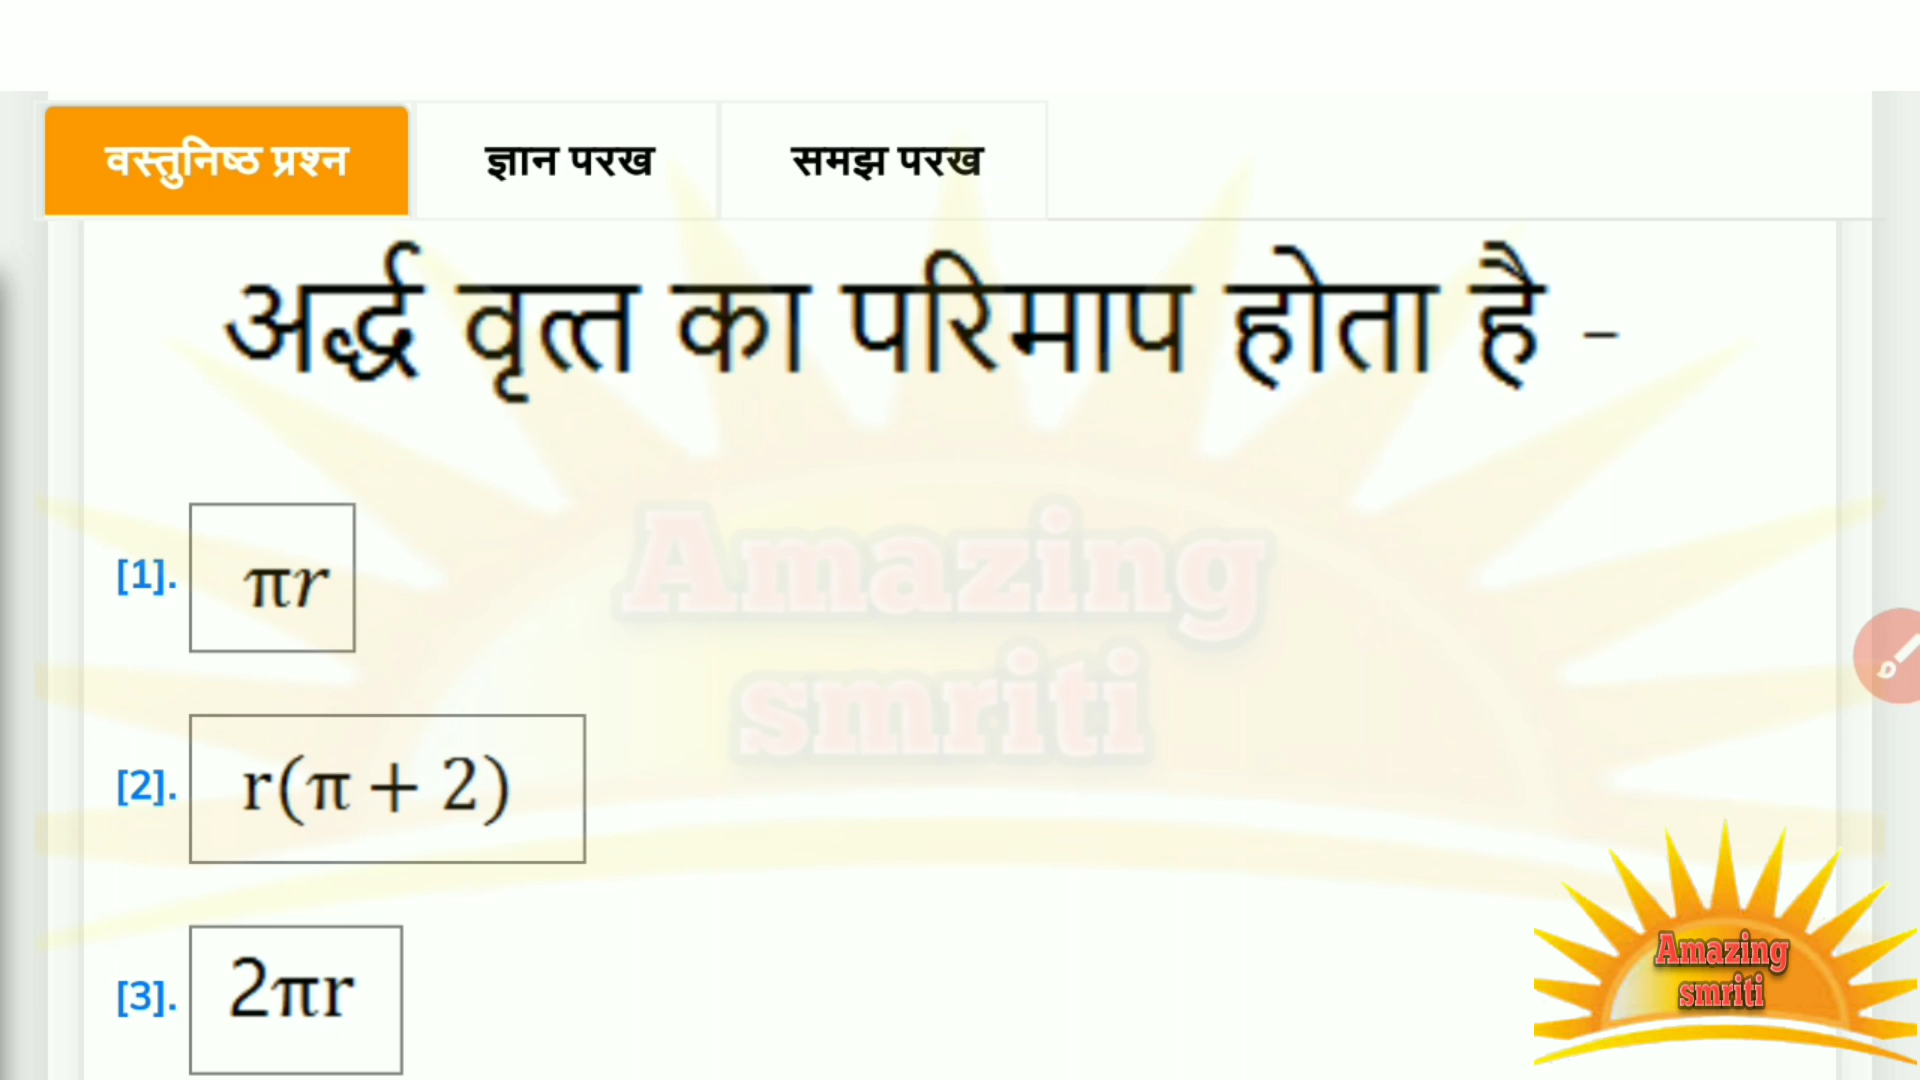 वस्तुनिष्ठ प्रश्न ज्ञान परख समझ परख
अर्द्ध वृत्त का परिमाप होता है -
Amazing
smriti
[1]. πr
[2]. r(π + 2)
[3]. 2πr
Amazing
smriti